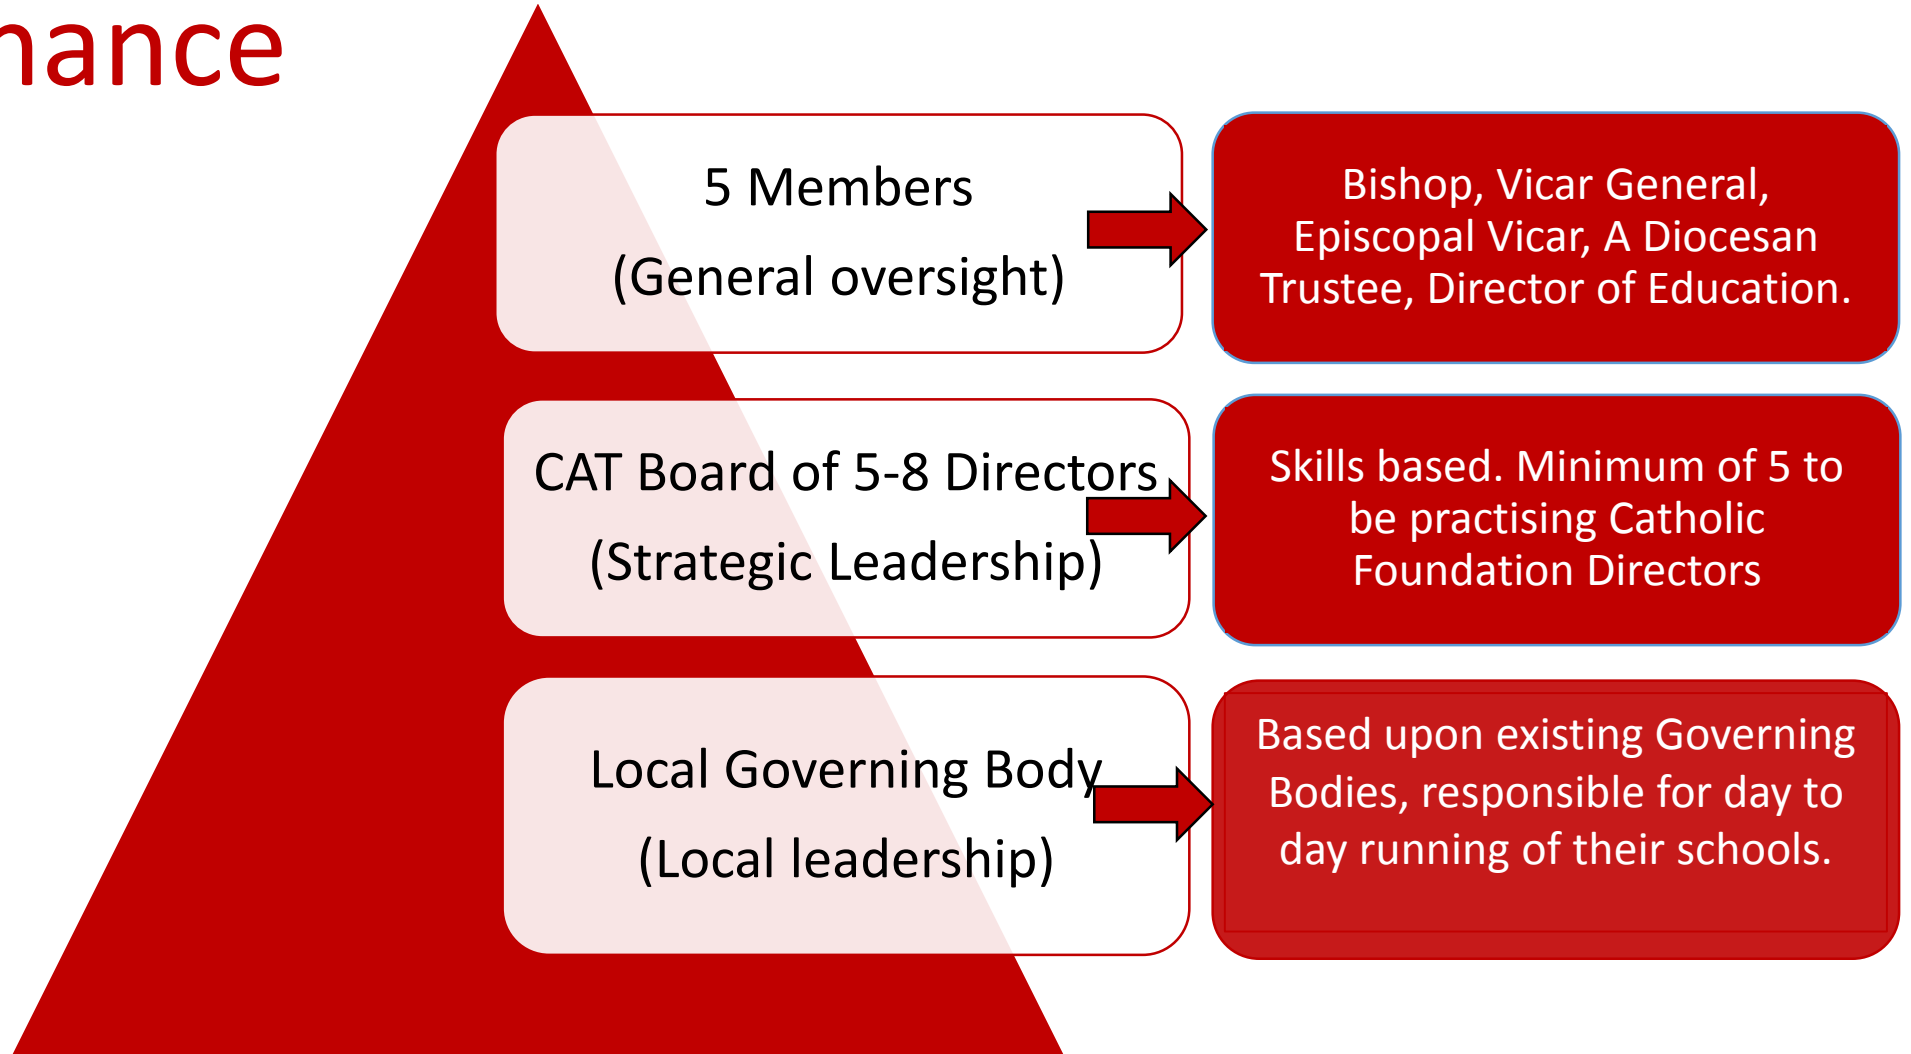 nance
5 Members
(General oversight)
Bishop, Vicar General,
Episcopal Vicar, A Diocesan
Trustee, Director of Education.
CAT Board of 5-8 Directors
(Strategic Leadership)
Skills based. Minimum of 5 to
be practising Catholic
Foundation Directors
Local Governing Body
(Local leadership)
Based upon existing Governing
Bodies, responsible for day to
day running of their schools.